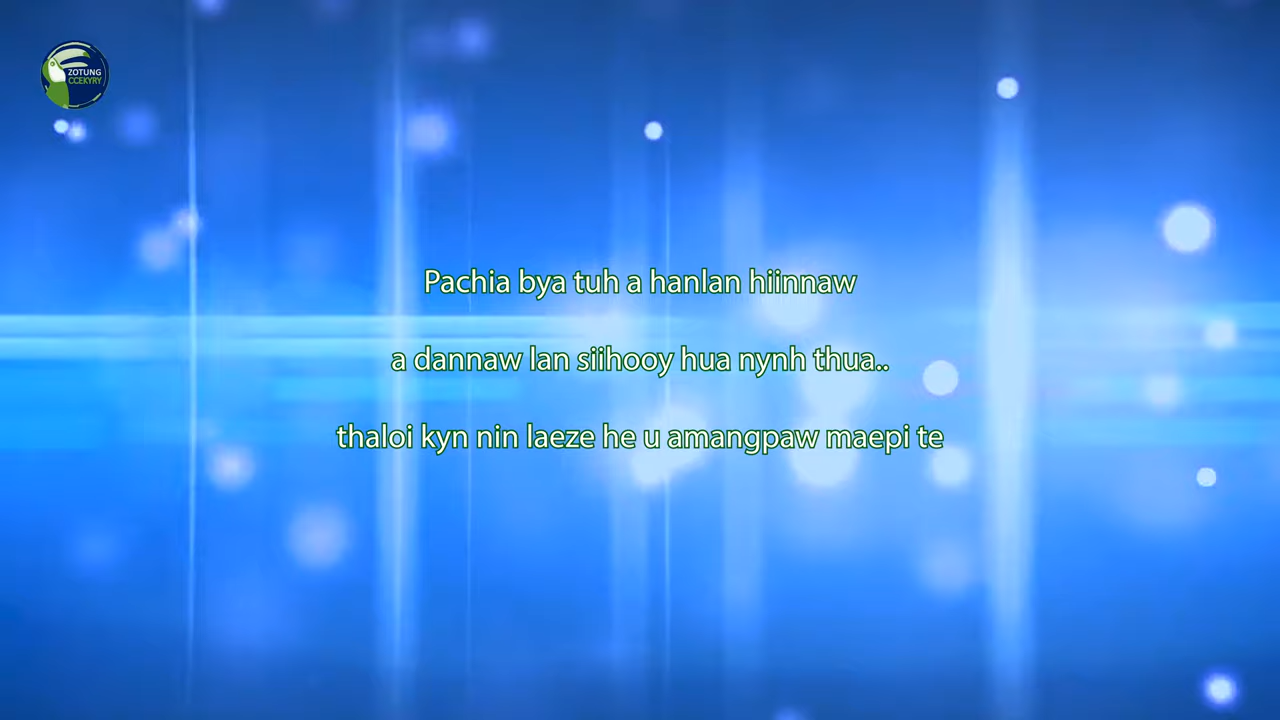 ZOTUNG
CCEKYRY
Pachia bya tuh a hanlan hiinnaw
a dannaw lan siihooy hua nynh thua..
thaloi kyn nin laeze he u amangpaw maepi te